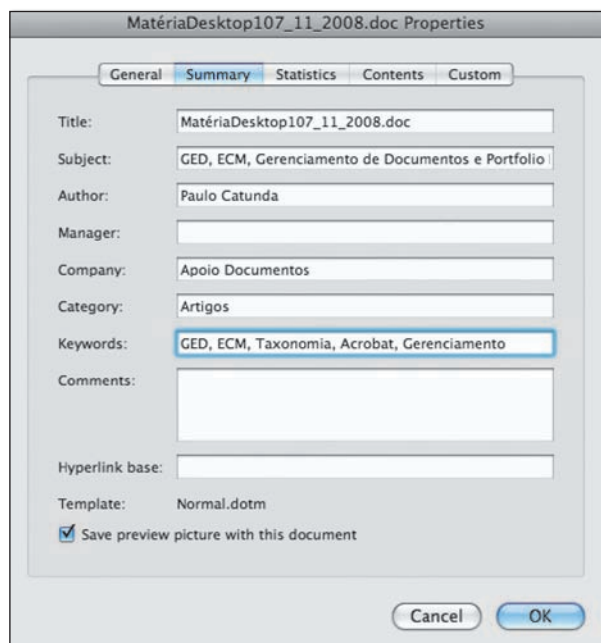 MatériaDesktop107_11_2008.doc Properties
General Summary Statistics Contents Custom
Title: MatériaDesktop107_11_2008.doc
Subject: GED, ECM, Gerenciamento de Documentos e Portfolio
Author: Paulo Catunda
Manager:
Company: Apoio Documentos
Category: Artigos
Keywords: GED, ECM, Taxonomia, Acrobat, Gerenciamento
Comments:
Hyperlink base:
Template: Normal.dotm
Save preview picture with this document
Cancel OK